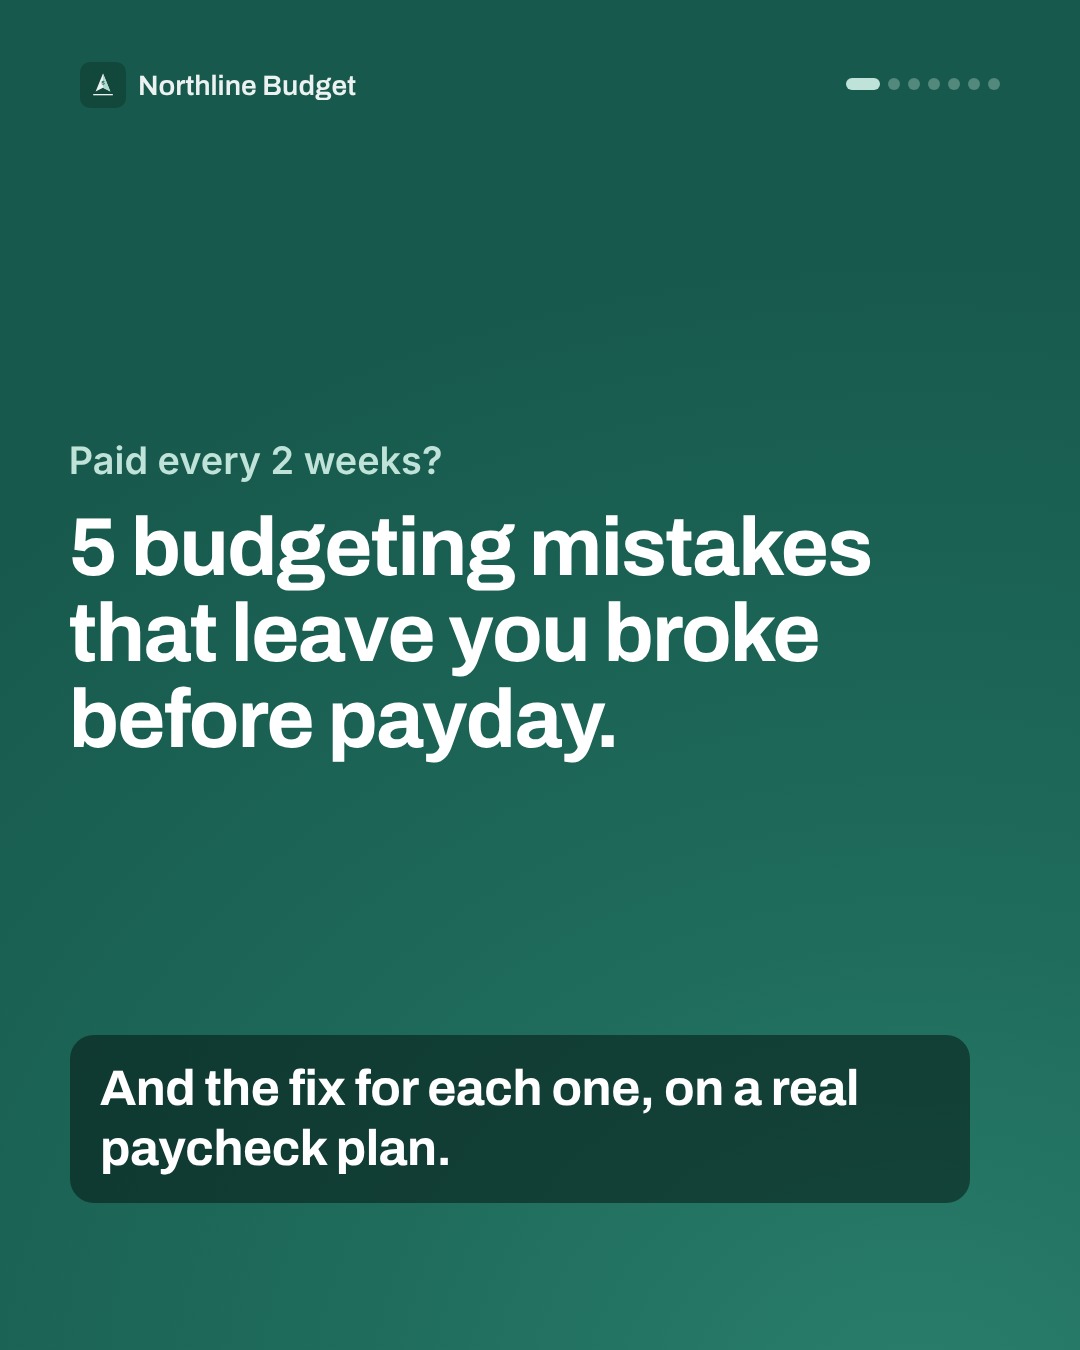 Northline Budget
Paid every 2 weeks?
5 budgeting mistakes
that leave you broke
before payday.
And the fix for each one, on a real
paycheck plan.